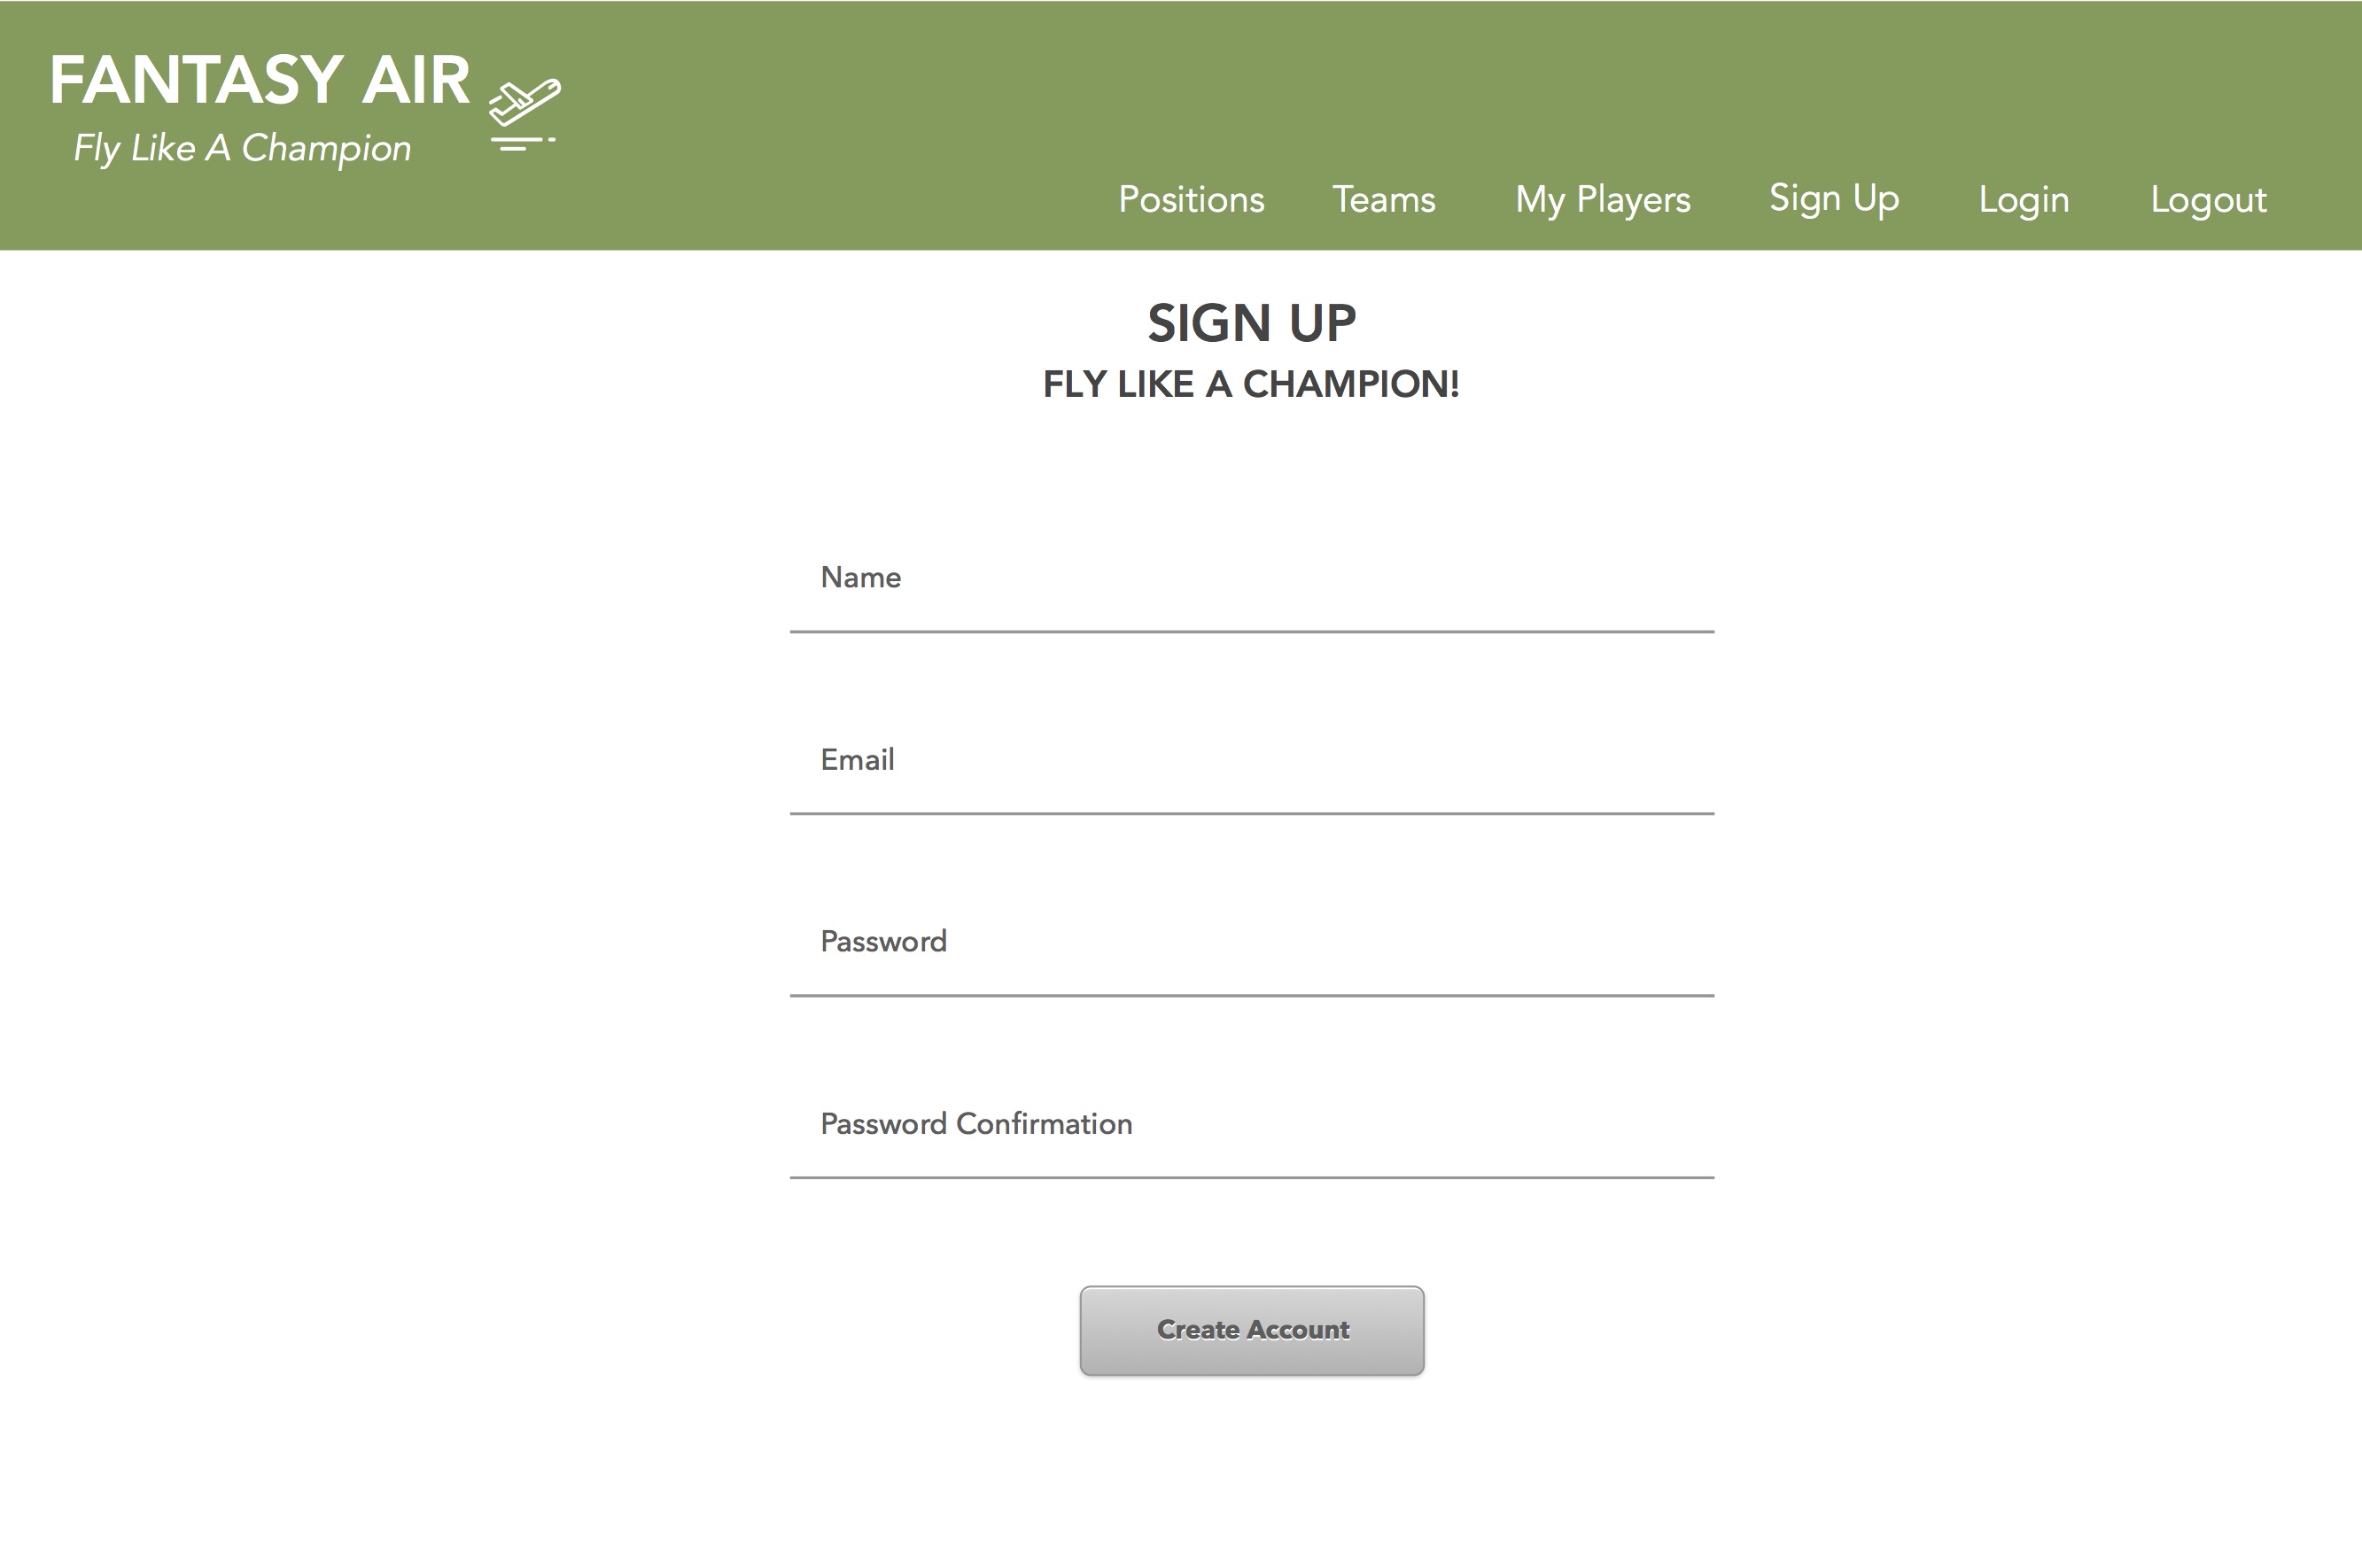 FANTASY AIR
Fly Like A Champion
Positions Teams My Players Sign Up Login Logout
SIGN UP
FLY LIKE A CHAMPION!
Name
Email
Password
Password Confirmation
Create Account